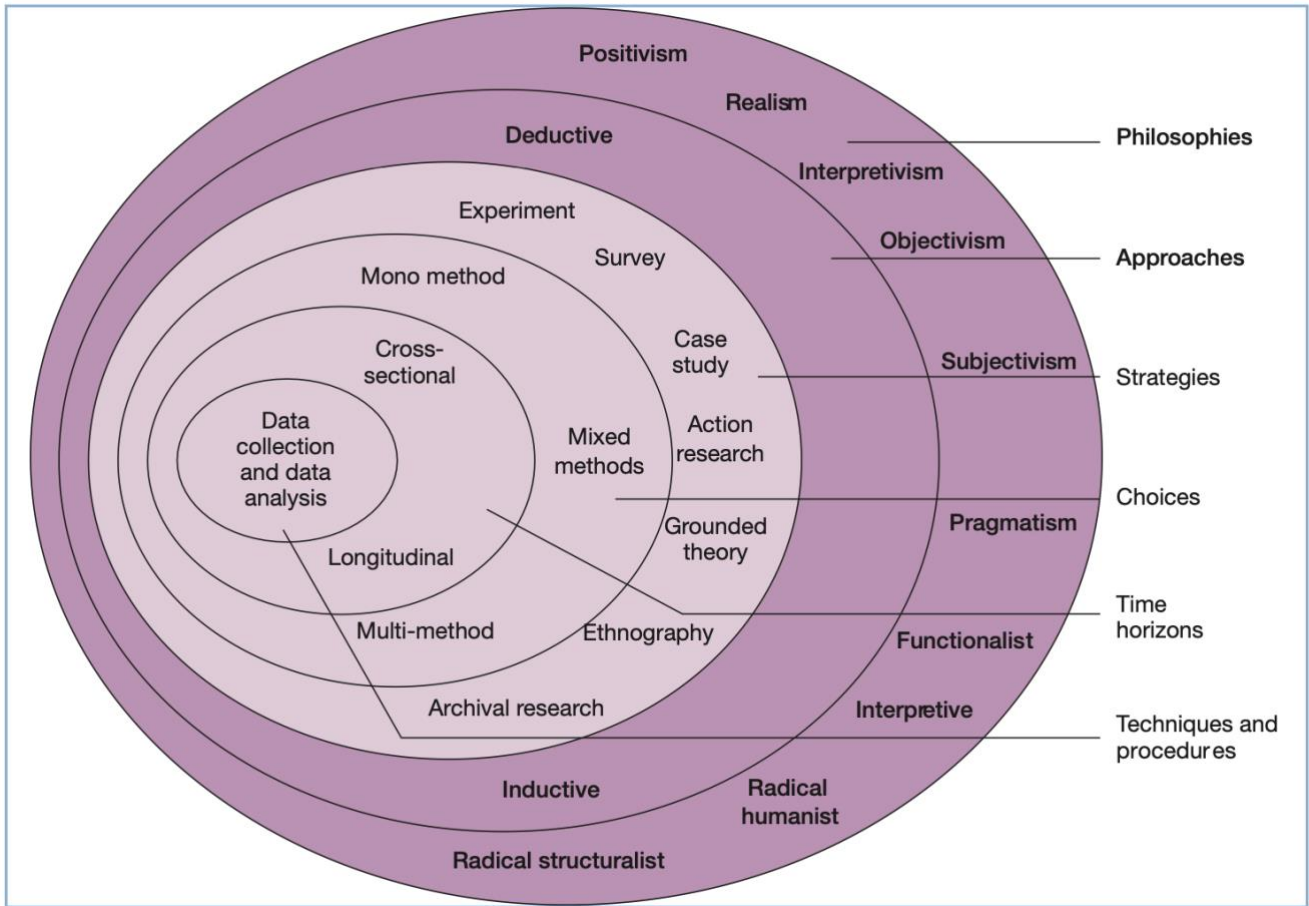 Positivism
Realism
Philosophies
Deductive
Interpretivism
Experiment
Objectivism
Survey
Approaches
Mono method
Case
study
Cross-
sectional
Subjectivism
Strategies
Data
collection
and data
analysis
Mixed
methods
Action
research
Choices
Grounded
theory
Pragmatism
Longitudinal
Time
horizons
Multi-method
Ethnography
Functionalist
Archival research
Interpretive
Techniques and
procedures
Inductive
Radical
humanist
Radical structuralist